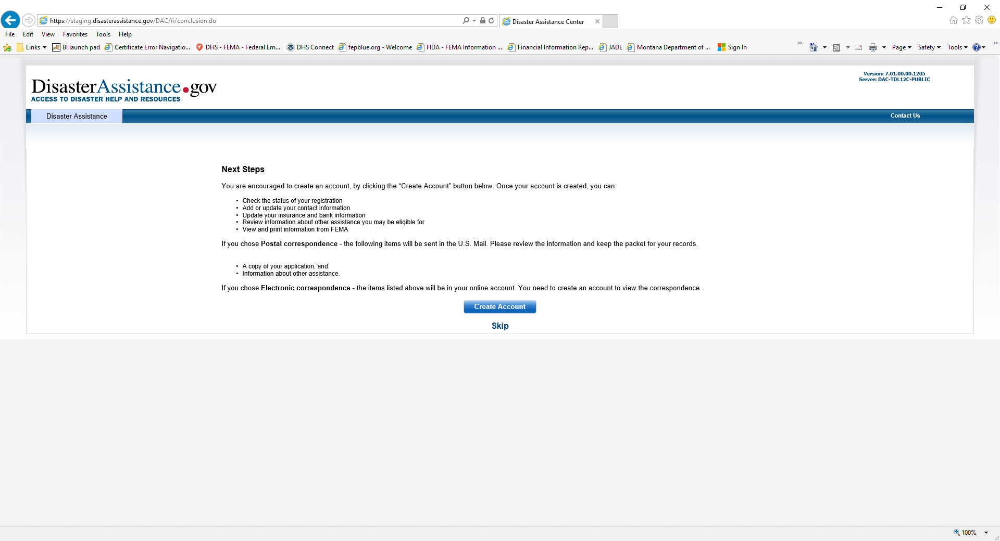 https://staging.disasterassistance.gov/DAC/ri/conclusion.do
Disaster Assistance Center
File Edit View Favorites Tools Help
Links BI launch pad Certificate Error Navigatio... DHS - FEMA - Federal Em... DHS Connect fepblue.org - Welcome FIDA - FEMA Information ... Financial Information Rep... JADE Montana Department of ... Sign In Page Safety Tools
Version: 7.01.00.00.1205
Server: DAC-TDL12C-PUBLIC
DisasterAssistance.gov
ACCESS TO DISASTER HELP AND RESOURCES
Disaster Assistance
Contact Us
Next Steps
You are encouraged to create an account, by clicking the “Create Account” button below. Once your account is created, you can:
• Check the status of your registration
• Add or update your contact information
• Update your insurance and bank information
• Review information about other assistance you may be eligible for
• View and print information from FEMA
If you chose Postal correspondence - the following items will be sent in the U.S. Mail. Please review the information and keep the packet for your records.
• A copy of your application, and
• Information about other assistance.
If you chose Electronic correspondence - the items listed above will be in your online account. You need to create an account to view the correspondence.
Create Account
Skip
100%